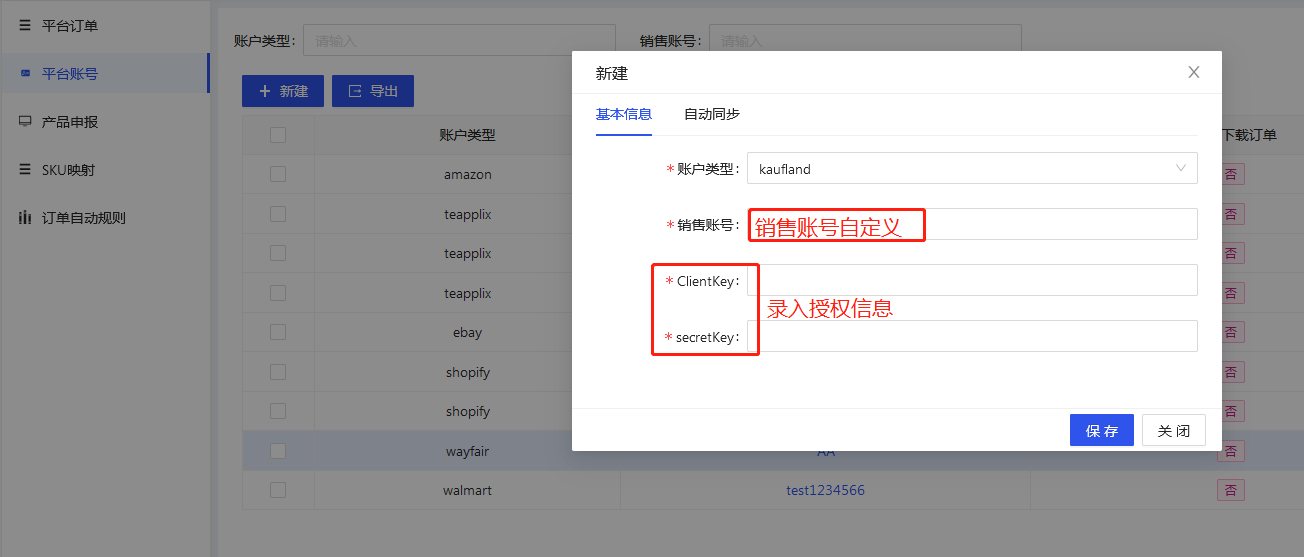 平台订单
平台账号
产品申报
SKU映射
订单自动规则
账户类型: 请输入 销售账号: 请输入
新建 导出
账户类型 下载订单
amazon 否
teapplix 否
teapplix 否
teapplix 否
ebay 否
shopify 否
shopify 否
wayfair AA 否
walmart test1234566 否
新建
基本信息 自动同步
* 账户类型: kaufland
* 销售账号: 销售账号自定义
* ClientKey:
录入授权信息
* secretKey:
保存 关闭